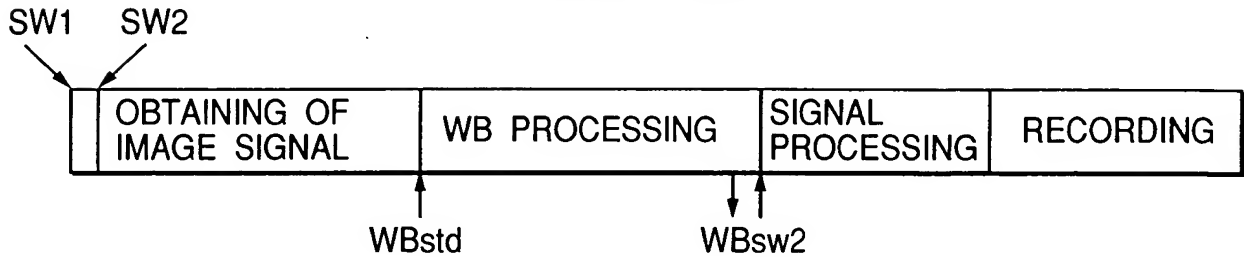 SW1 SW2
OBTAINING OF
IMAGE SIGNAL
WB PROCESSING
SIGNAL
PROCESSING
RECORDING
WBstd
WBsw2